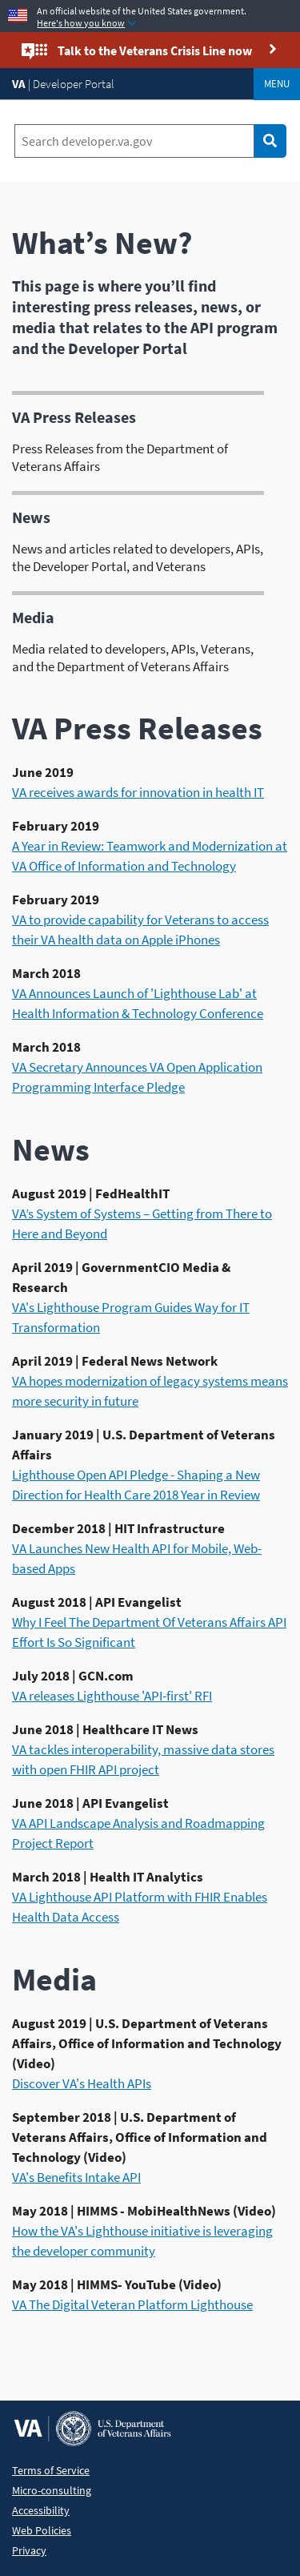 An official website of the United States government.
Here's how you know
Talk to the Veterans Crisis Line now
VA | Developer Portal
MENU
Search developer.va.gov
What’s New?
This page is where you’ll find
interesting press releases, news, or
media that relates to the API program
and the Developer Portal
VA Press Releases
Press Releases from the Department of
Veterans Affairs
News
News and articles related to developers, APIs,
the Developer Portal, and Veterans
Media
Media related to developers, APIs, Veterans,
and the Department of Veterans Affairs
VA Press Releases
June 2019
VA receives awards for innovation in health IT
February 2019
A Year in Review: Teamwork and Modernization at
VA Office of Information and Technology
February 2019
VA to provide capability for Veterans to access
their VA health data on Apple iPhones
March 2018
VA Announces Launch of 'Lighthouse Lab' at
Health Information & Technology Conference
March 2018
VA Secretary Announces VA Open Application
Programming Interface Pledge
News
August 2019 | FedHealthIT
VA’s System of Systems – Getting from There to
Here and Beyond
April 2019 | GovernmentCIO Media &
Research
VA's Lighthouse Program Guides Way for IT
Transformation
April 2019 | Federal News Network
VA hopes modernization of legacy systems means
more security in future
January 2019 | U.S. Department of Veterans
Affairs
Lighthouse Open API Pledge - Shaping a New
Direction for Health Care 2018 Year in Review
December 2018 | HIT Infrastructure
VA Launches New Health API for Mobile, Web-
based Apps
August 2018 | API Evangelist
Why I Feel The Department Of Veterans Affairs API
Effort Is So Significant
July 2018 | GCN.com
VA releases Lighthouse 'API-first' RFI
June 2018 | Healthcare IT News
VA tackles interoperability, massive data stores
with open FHIR API project
June 2018 | API Evangelist
VA API Landscape Analysis and Roadmapping
Project Report
March 2018 | Health IT Analytics
VA Lighthouse API Platform with FHIR Enables
Health Data Access
Media
August 2019 | U.S. Department of Veterans
Affairs, Office of Information and Technology
(Video)
Discover VA's Health APIs
September 2018 | U.S. Department of
Veterans Affairs, Office of Information and
Technology (Video)
VA's Benefits Intake API
May 2018 | HIMMS - MobiHealthNews (Video)
How the VA's Lighthouse initiative is leveraging
the developer community
May 2018 | HIMMS- YouTube (Video)
VA The Digital Veteran Platform Lighthouse
VA
U.S. Department
of Veterans Affairs
Terms of Service
Micro-consulting
Accessibility
Web Policies
Privacy